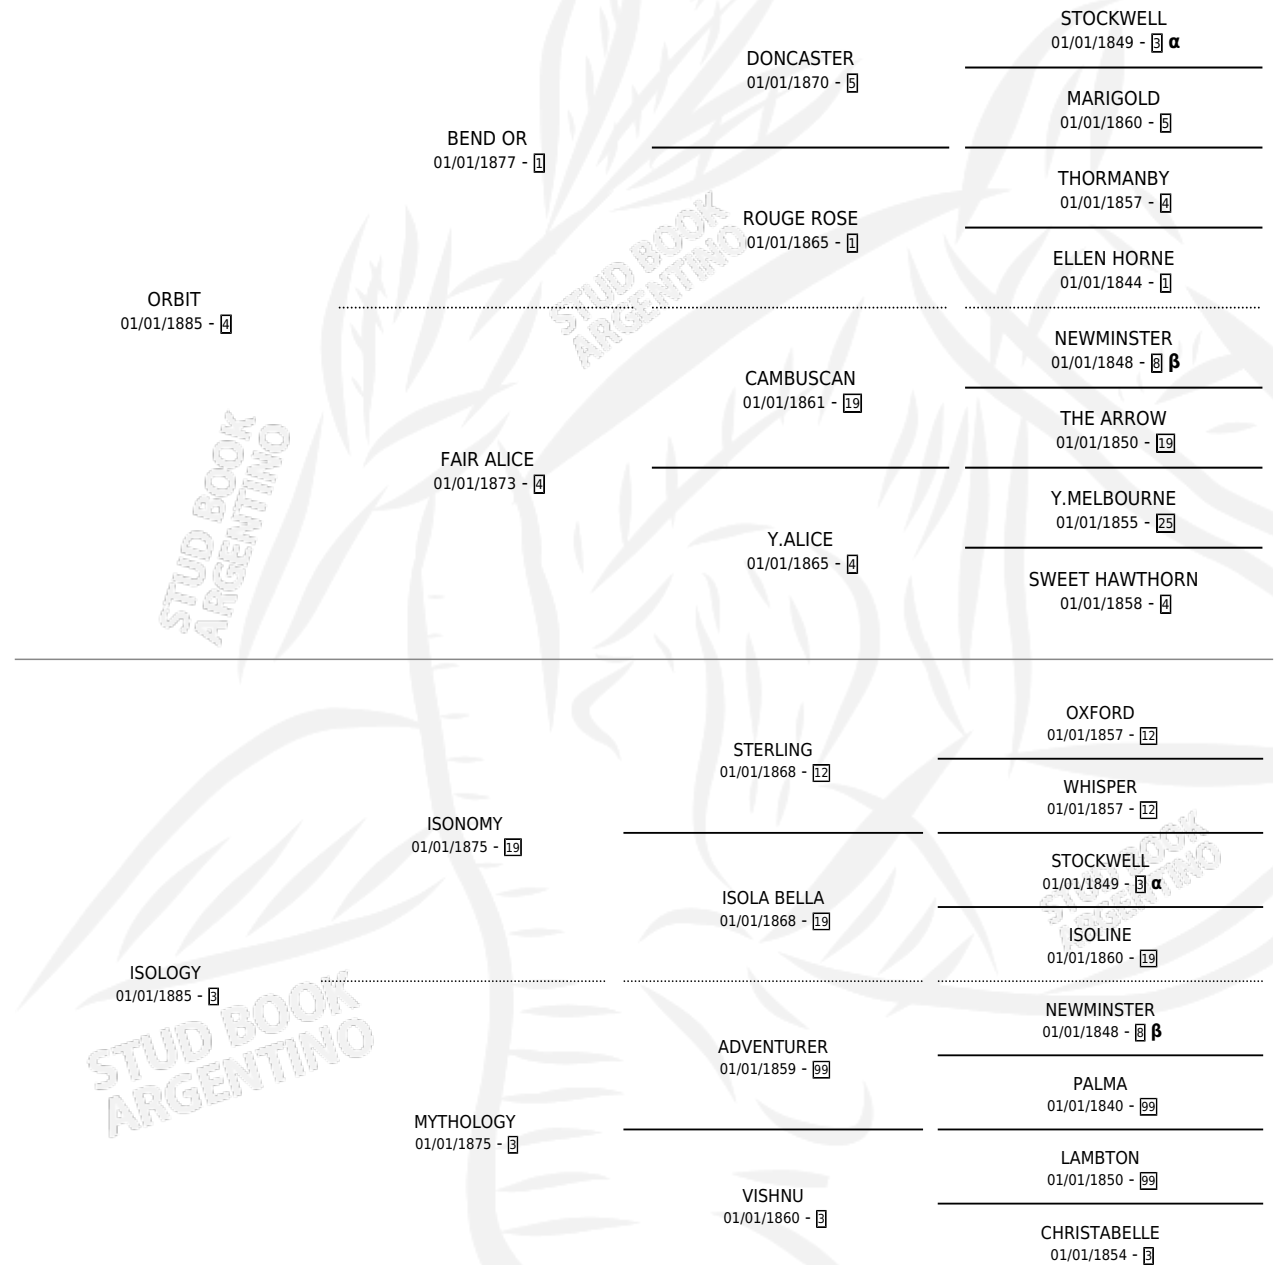 STOCKWELL
01/01/1849 - 3 α
DONCASTER
01/01/1870 - 5
MARIGOLD
01/01/1860 - 5
BEND OR
01/01/1877 - 1
THORMANBY
01/01/1857 - 4
ROUGE ROSE
01/01/1865 - 1
ELLEN HORNE
01/01/1844 - 1
ORBIT
01/01/1885 - 4
NEWMINSTER
01/01/1848 - 8 β
CAMBUSCAN
01/01/1861 - 19
THE ARROW
01/01/1850 - 19
FAIR ALICE
01/01/1873 - 4
Y.MELBOURNE
01/01/1855 - 25
Y.ALICE
01/01/1865 - 4
SWEET HAWTHORN
01/01/1858 - 4
OXFORD
01/01/1857 - 12
STERLING
01/01/1868 - 12
WHISPER
01/01/1857 - 12
ISONOMY
01/01/1875 - 19
STOCKWELL
01/01/1849 - 3 α
ISOLA BELLA
01/01/1868 - 19
ISOLINE
01/01/1860 - 19
ISOLOGY
01/01/1885 - 3
NEWMINSTER
01/01/1848 - 8 β
ADVENTURER
01/01/1859 - 99
PALMA
01/01/1840 - 99
MYTHOLOGY
01/01/1875 - 3
LAMBTON
01/01/1850 - 99
VISHNU
01/01/1860 - 3
CHRISTABELLE
01/01/1854 - 3
STUD BOOK
ARGENTINO
STUD BOOK
ARGENTINO
STUD BOOK
ARGENTINO
STUD BOOK
ARGENTINO